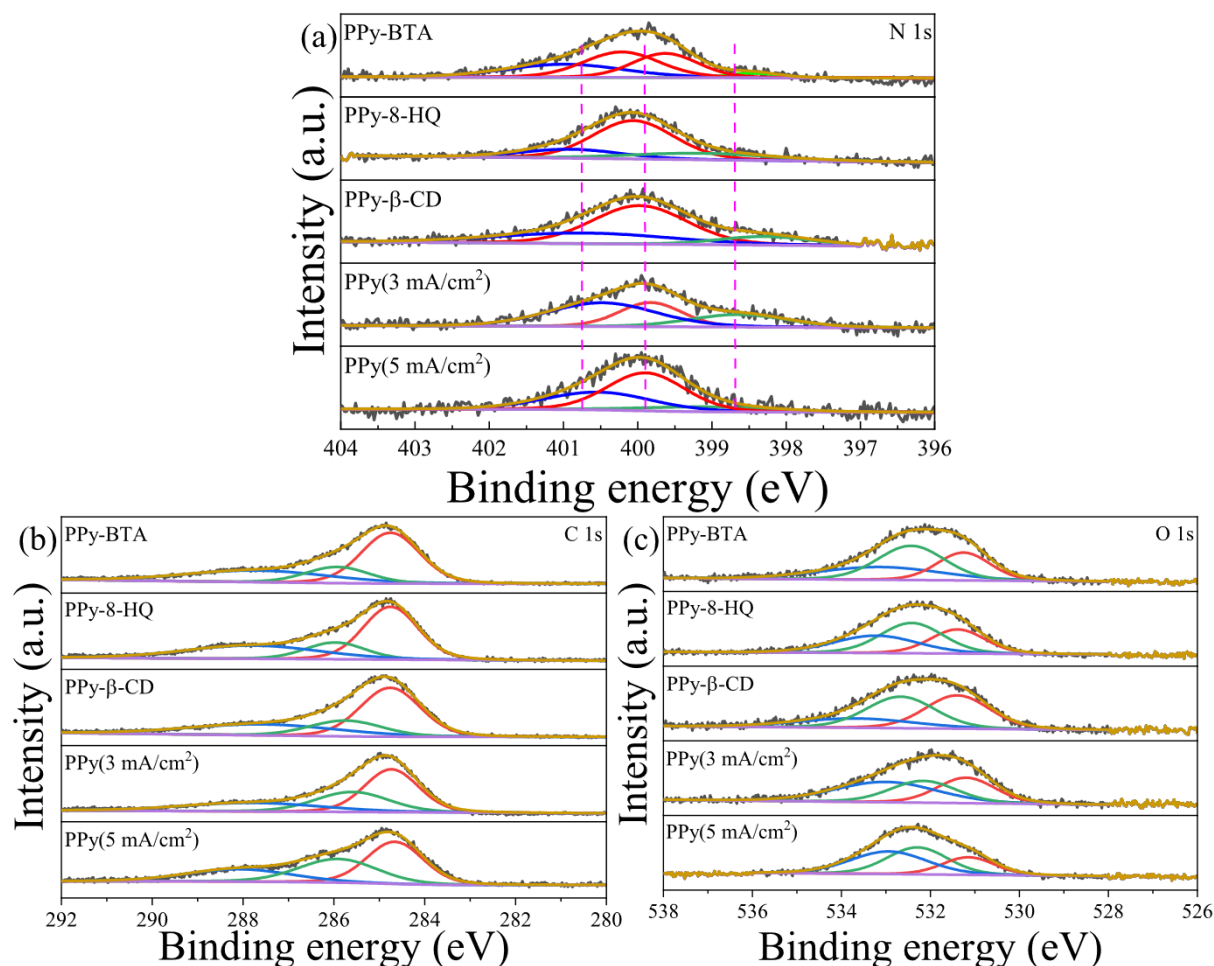 (a)
PPy-BTA
N 1s
PPy-8-HQ
PPy-β-CD
PPy(3 mA/cm²)
PPy(5 mA/cm²)
Intensity (a.u.)
404 403 402 401 400 399 398 397 396
Binding energy (eV)
(b)
PPy-BTA
C 1s
PPy-8-HQ
PPy-β-CD
PPy(3 mA/cm²)
PPy(5 mA/cm²)
Intensity (a.u.)
292 290 288 286 284 282 280
Binding energy (eV)
(c)
PPy-BTA
O 1s
PPy-8-HQ
PPy-β-CD
PPy(3 mA/cm²)
PPy(5 mA/cm²)
Intensity (a.u.)
538 536 534 532 530 528 526
Binding energy (eV)